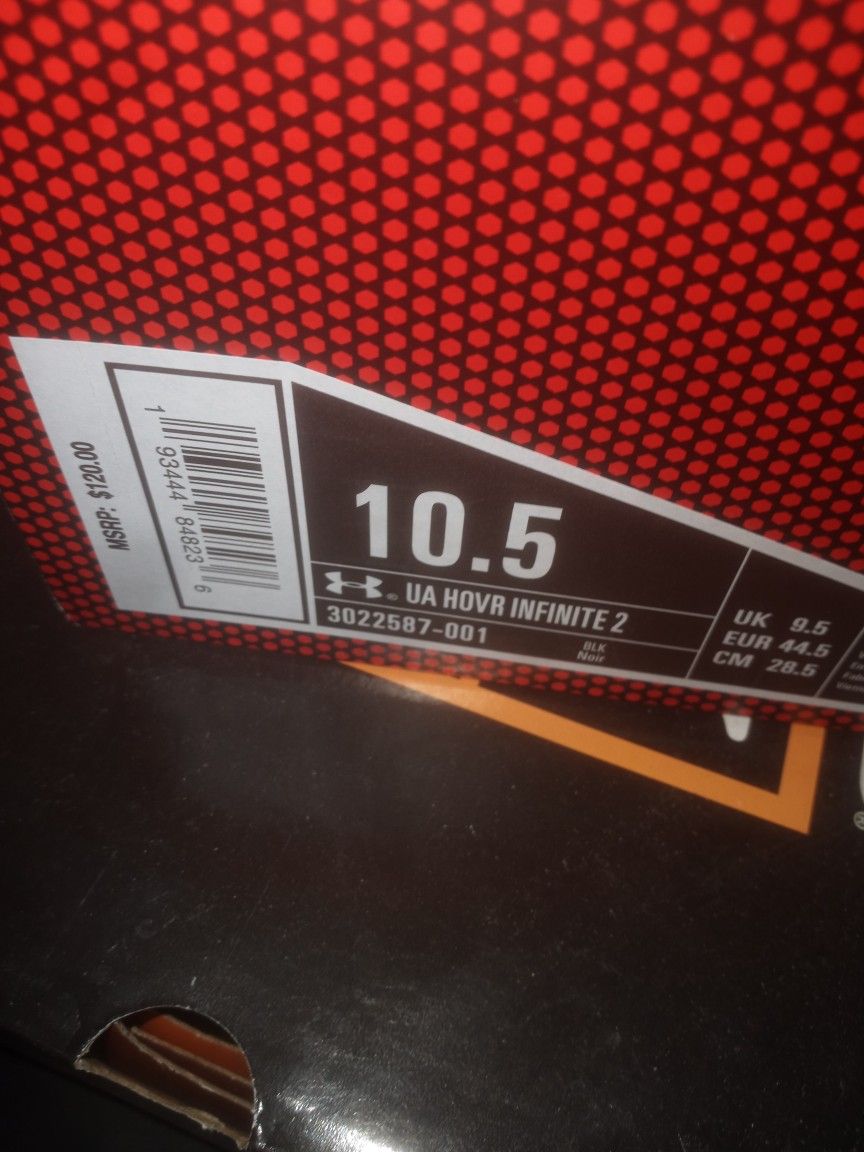 MSRP: $120.00
1 93444 84823 6
10.5
® UA HOVR INFINITE 2
3022587-001
BLK
Noir
UK 9.5
EUR 44.5
CM 28.5
®